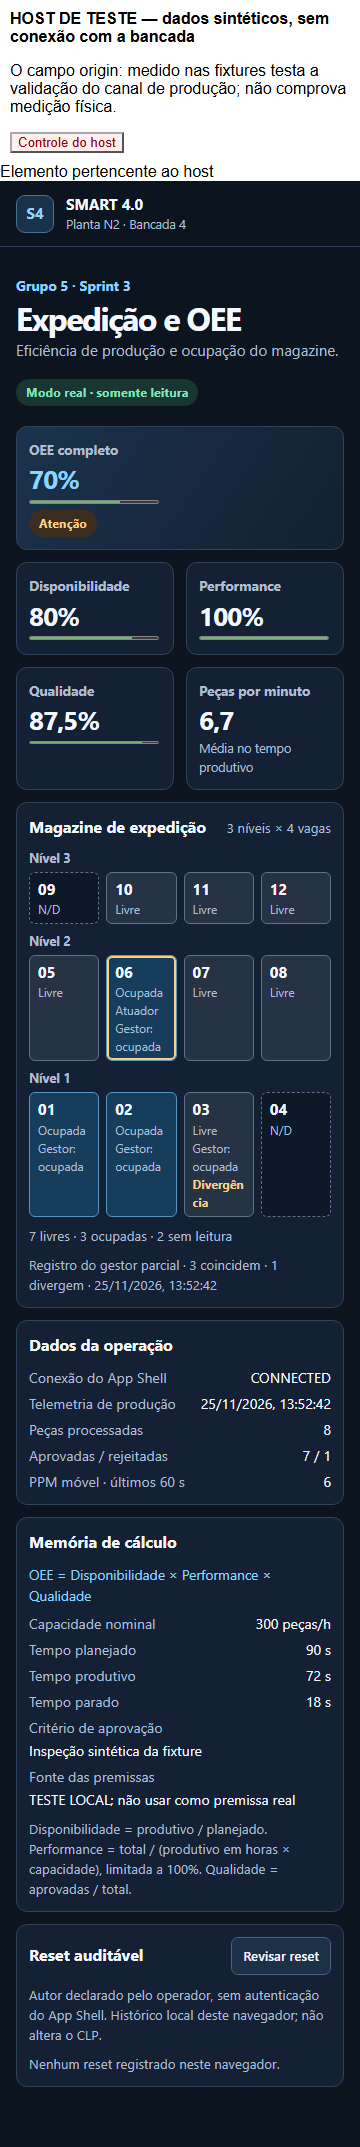 HOST DE TESTE — dados sintéticos, sem
conexão com a bancada
O campo origin: medido nas fixtures testa a
validação do canal de produção; não comprova
medição física.
Controle do host
Elemento pertencente ao host
S4
SMART 4.0
Planta N2 · Bancada 4
Grupo 5 · Sprint 3
Expedição e OEE
Eficiência de produção e ocupação do magazine.
Modo real · somente leitura
OEE completo
70%
Atenção
Disponibilidade
80%
Performance
100%
Qualidade
87,5%
Peças por minuto
6,7
Média no tempo
produtivo
Magazine de expedição
3 níveis × 4 vagas
Nível 3
09
N/D
10
Livre
11
Livre
12
Livre
Nível 2
05
Livre
06
Ocupada
Atuador
Gestor:
ocupada
07
Livre
08
Livre
Nível 1
01
Ocupada
Gestor:
ocupada
02
Ocupada
Gestor:
ocupada
03
Livre
Gestor:
ocupada
Divergên
cia
04
N/D
7 livres · 3 ocupadas · 2 sem leitura
Registro do gestor parcial · 3 coincidem · 1
divergem · 25/11/2026, 13:52:42
Dados da operação
Conexão do App Shell CONNECTED
Telemetria de produção 25/11/2026, 13:52:42
Peças processadas 8
Aprovadas / rejeitadas 7 / 1
PPM móvel · últimos 60 s 6
Memória de cálculo
OEE = Disponibilidade × Performance ×
Qualidade
Capacidade nominal 300 peças/h
Tempo planejado 90 s
Tempo produtivo 72 s
Tempo parado 18 s
Critério de aprovação
Inspeção sintética da fixture
Fonte das premissas
TESTE LOCAL; não usar como premissa real
Disponibilidade = produtivo / planejado.
Performance = total / (produtivo em horas ×
capacidade), limitada a 100%. Qualidade =
aprovadas / total.
Reset auditável
Revisar reset
Autor declarado pelo operador, sem autenticação
do App Shell. Histórico local deste navegador; não
altera o CLP.
Nenhum reset registrado neste navegador.